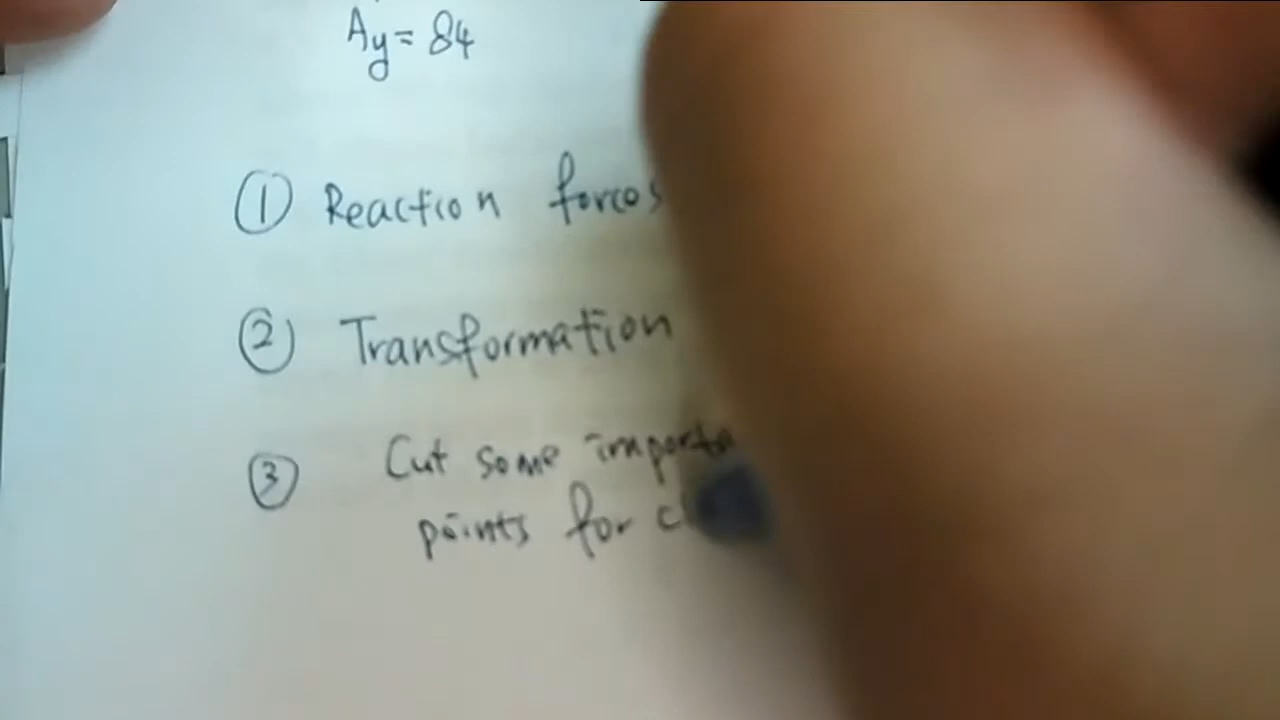 Ay = 84
① Reaction forces
② Transformation
③ Cut some
points for